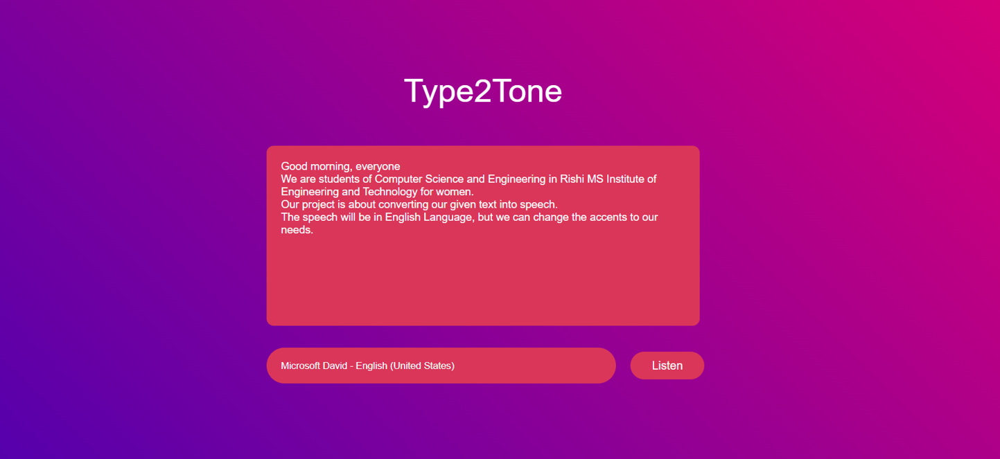 Type2Tone
Good morning, everyone
We are students of Computer Science and Engineering in Rishi MS Institute of
Engineering and Technology for women.
Our project is about converting our given text into speech.
The speech will be in English Language, but we can change the accents to our
needs.
Microsoft David - English (United States)
Listen